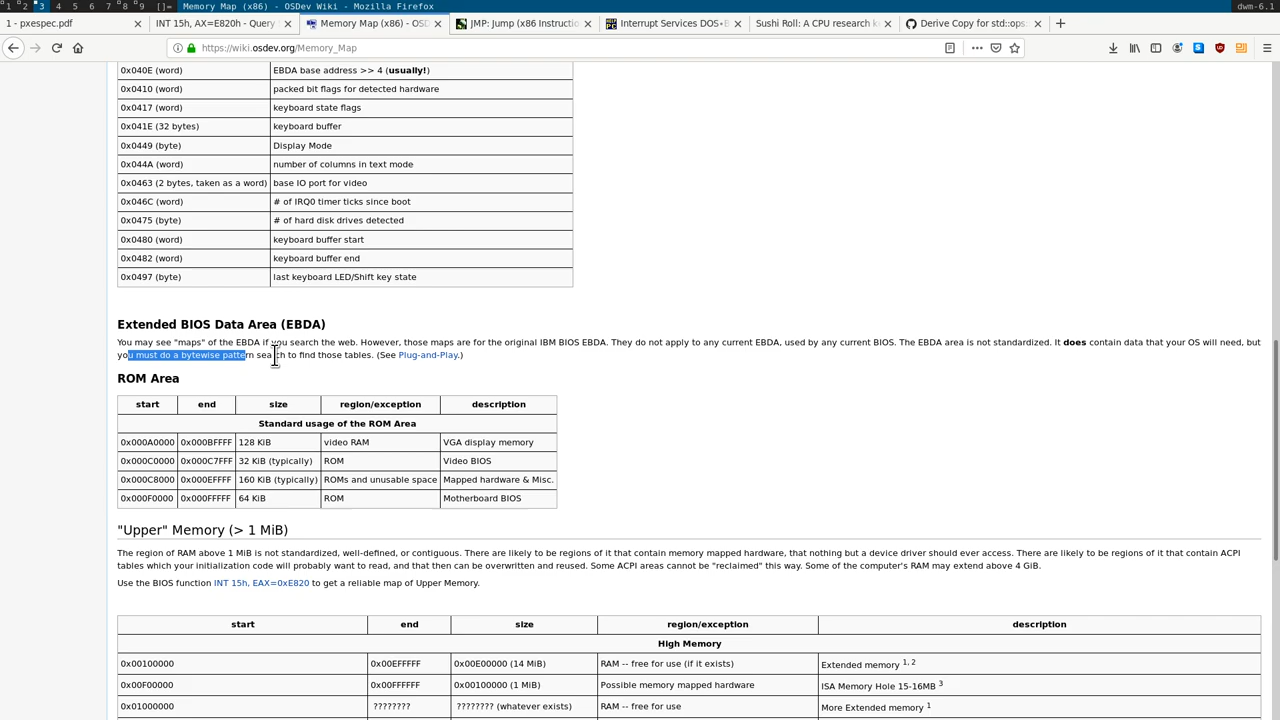 1 2 3 4 5 6 7 8 9 []= Memory Map (x86) - OSDev Wiki - Mozilla Firefox dwm-6.1
1 - pxespec.pdf INT 15h, AX=E820h - Query Memory Map (x86) - OSD JMP: Jump (x86 Instructio Interrupt Services DOS• Sushi Roll: A CPU research k Derive Copy for std::ops:
https://wiki.osdev.org/Memory_Map
0x040E (word) EBDA base address >> 4 (usually!)
0x0410 (word) packed bit flags for detected hardware
0x0417 (word) keyboard state flags
0x041E (32 bytes) keyboard buffer
0x0449 (byte) Display Mode
0x044A (word) number of columns in text mode
0x0463 (2 bytes, taken as a word) base IO port for video
0x046C (word) # of IRQ0 timer ticks since boot
0x0475 (byte) # of hard disk drives detected
0x0480 (word) keyboard buffer start
0x0482 (word) keyboard buffer end
0x0497 (byte) last keyboard LED/Shift key state
Extended BIOS Data Area (EBDA)
You may see "maps" of the EBDA if you search the web. However, those maps are for the original IBM BIOS EBDA. They do not apply to any current EBDA, used by any current BIOS. The EBDA area is not standardized. It does contain data that your OS will need, but
you must do a bytewise pattern search to find those tables. (See Plug-and-Play.)
ROM Area
start end size region/exception description
Standard usage of the ROM Area
0x000A0000 0x000BFFFF 128 KiB video RAM VGA display memory
0x000C0000 0x000C7FFF 32 KiB (typically) ROM Video BIOS
0x000C8000 0x000EFFFF 160 KiB (typically) ROMs and unusable space Mapped hardware & Misc.
0x000F0000 0x000FFFFF 64 KiB ROM Motherboard BIOS
"Upper" Memory (> 1 MiB)
The region of RAM above 1 MiB is not standardized, well-defined, or contiguous. There are likely to be regions of it that contain memory mapped hardware, that nothing but a device driver should ever access. There are likely to be regions of it that contain ACPI
tables which your initialization code will probably want to read, and that then can be overwritten and reused. Some ACPI areas cannot be "reclaimed" this way. Some of the computer's RAM may extend above 4 GiB.
Use the BIOS function INT 15h, EAX=0xE820 to get a reliable map of Upper Memory.
start end size region/exception description
High Memory
0x00100000 0x00EFFFFF 0x00E00000 (14 MiB) RAM -- free for use (if it exists) Extended memory 1, 2
0x00F00000 0x00FFFFFF 0x00100000 (1 MiB) Possible memory mapped hardware ISA Memory Hole 15-16MB 3
0x01000000 ???????? ???????? (whatever exists) RAM -- free for use More Extended memory 1